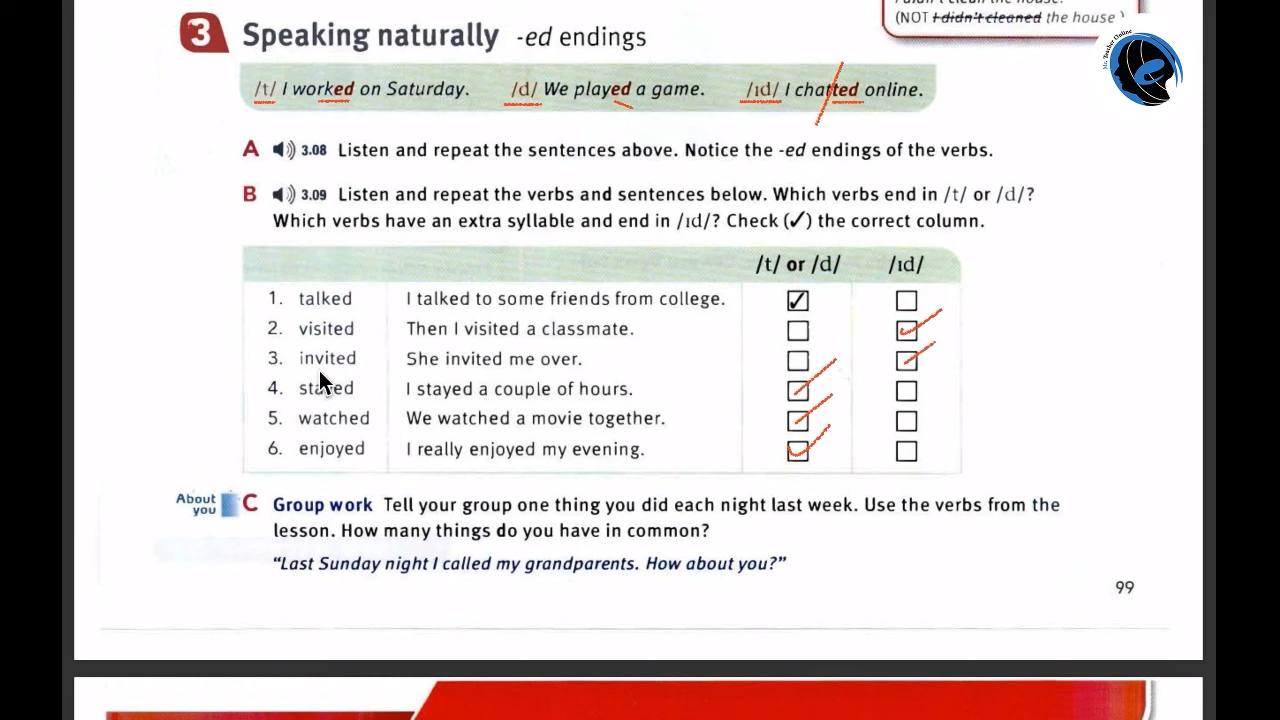 (NOT I didn't cleaned the house.)
3 Speaking naturally -ed endings
/t/ I worked on Saturday. /d/ We played a game. /ɪd/ I chatted online.
A 3.08 Listen and repeat the sentences above. Notice the -ed endings of the verbs.
B 3.09 Listen and repeat the verbs and sentences below. Which verbs end in /t/ or /d/?
Which verbs have an extra syllable and end in /ɪd/? Check (✓) the correct column.
/t/ or /d/ /ɪd/
1. talked I talked to some friends from college.
2. visited Then I visited a classmate.
3. invited She invited me over.
4. stayed I stayed a couple of hours.
5. watched We watched a movie together.
6. enjoyed I really enjoyed my evening.
About
you
C Group work Tell your group one thing you did each night last week. Use the verbs from the
lesson. How many things do you have in common?
"Last Sunday night I called my grandparents. How about you?"
99